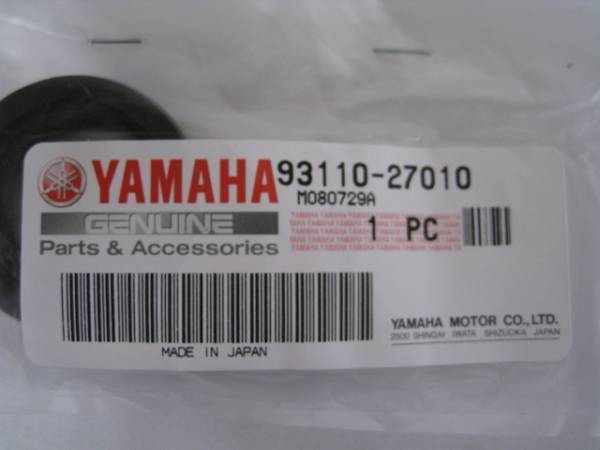 YAMAHA 93110-27010
M080729A
GENUINE 1 PC
Parts & Accessories
YAMAHA MOTOR CO., LTD.
2500 SHINGAI IWATA SHIZUOKA JAPAN
MADE IN JAPAN